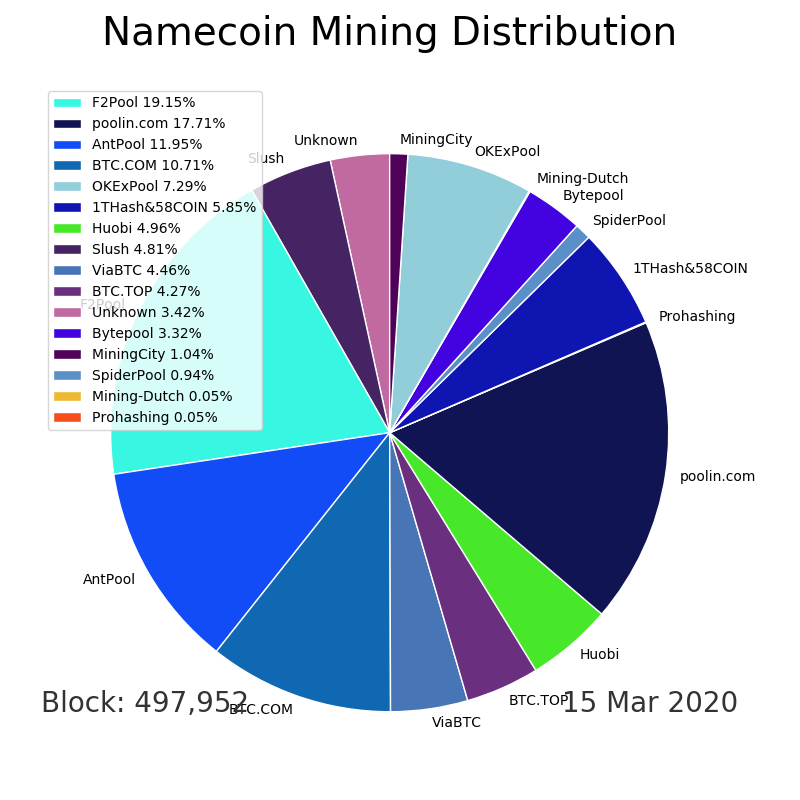 Namecoin Mining Distribution
F2Pool 19.15%
poolin.com 17.71%
AntPool 11.95%
BTC.COM 10.71%
OKExPool 7.29%
1THash&58COIN 5.85%
Huobi 4.96%
Slush 4.81%
ViaBTC 4.46%
BTC.TOP 4.27%
Unknown 3.42%
Bytepool 3.32%
MiningCity 1.04%
SpiderPool 0.94%
Mining-Dutch 0.05%
Prohashing 0.05%
MiningCity
OKExPool
Mining-Dutch
Bytepool
SpiderPool
1THash&58COIN
Prohashing
poolin.com
Huobi
BTC.TOP
ViaBTC
BTC.COM
AntPool
F2Pool
Slush
Unknown
Block: 497,952
15 Mar 2020